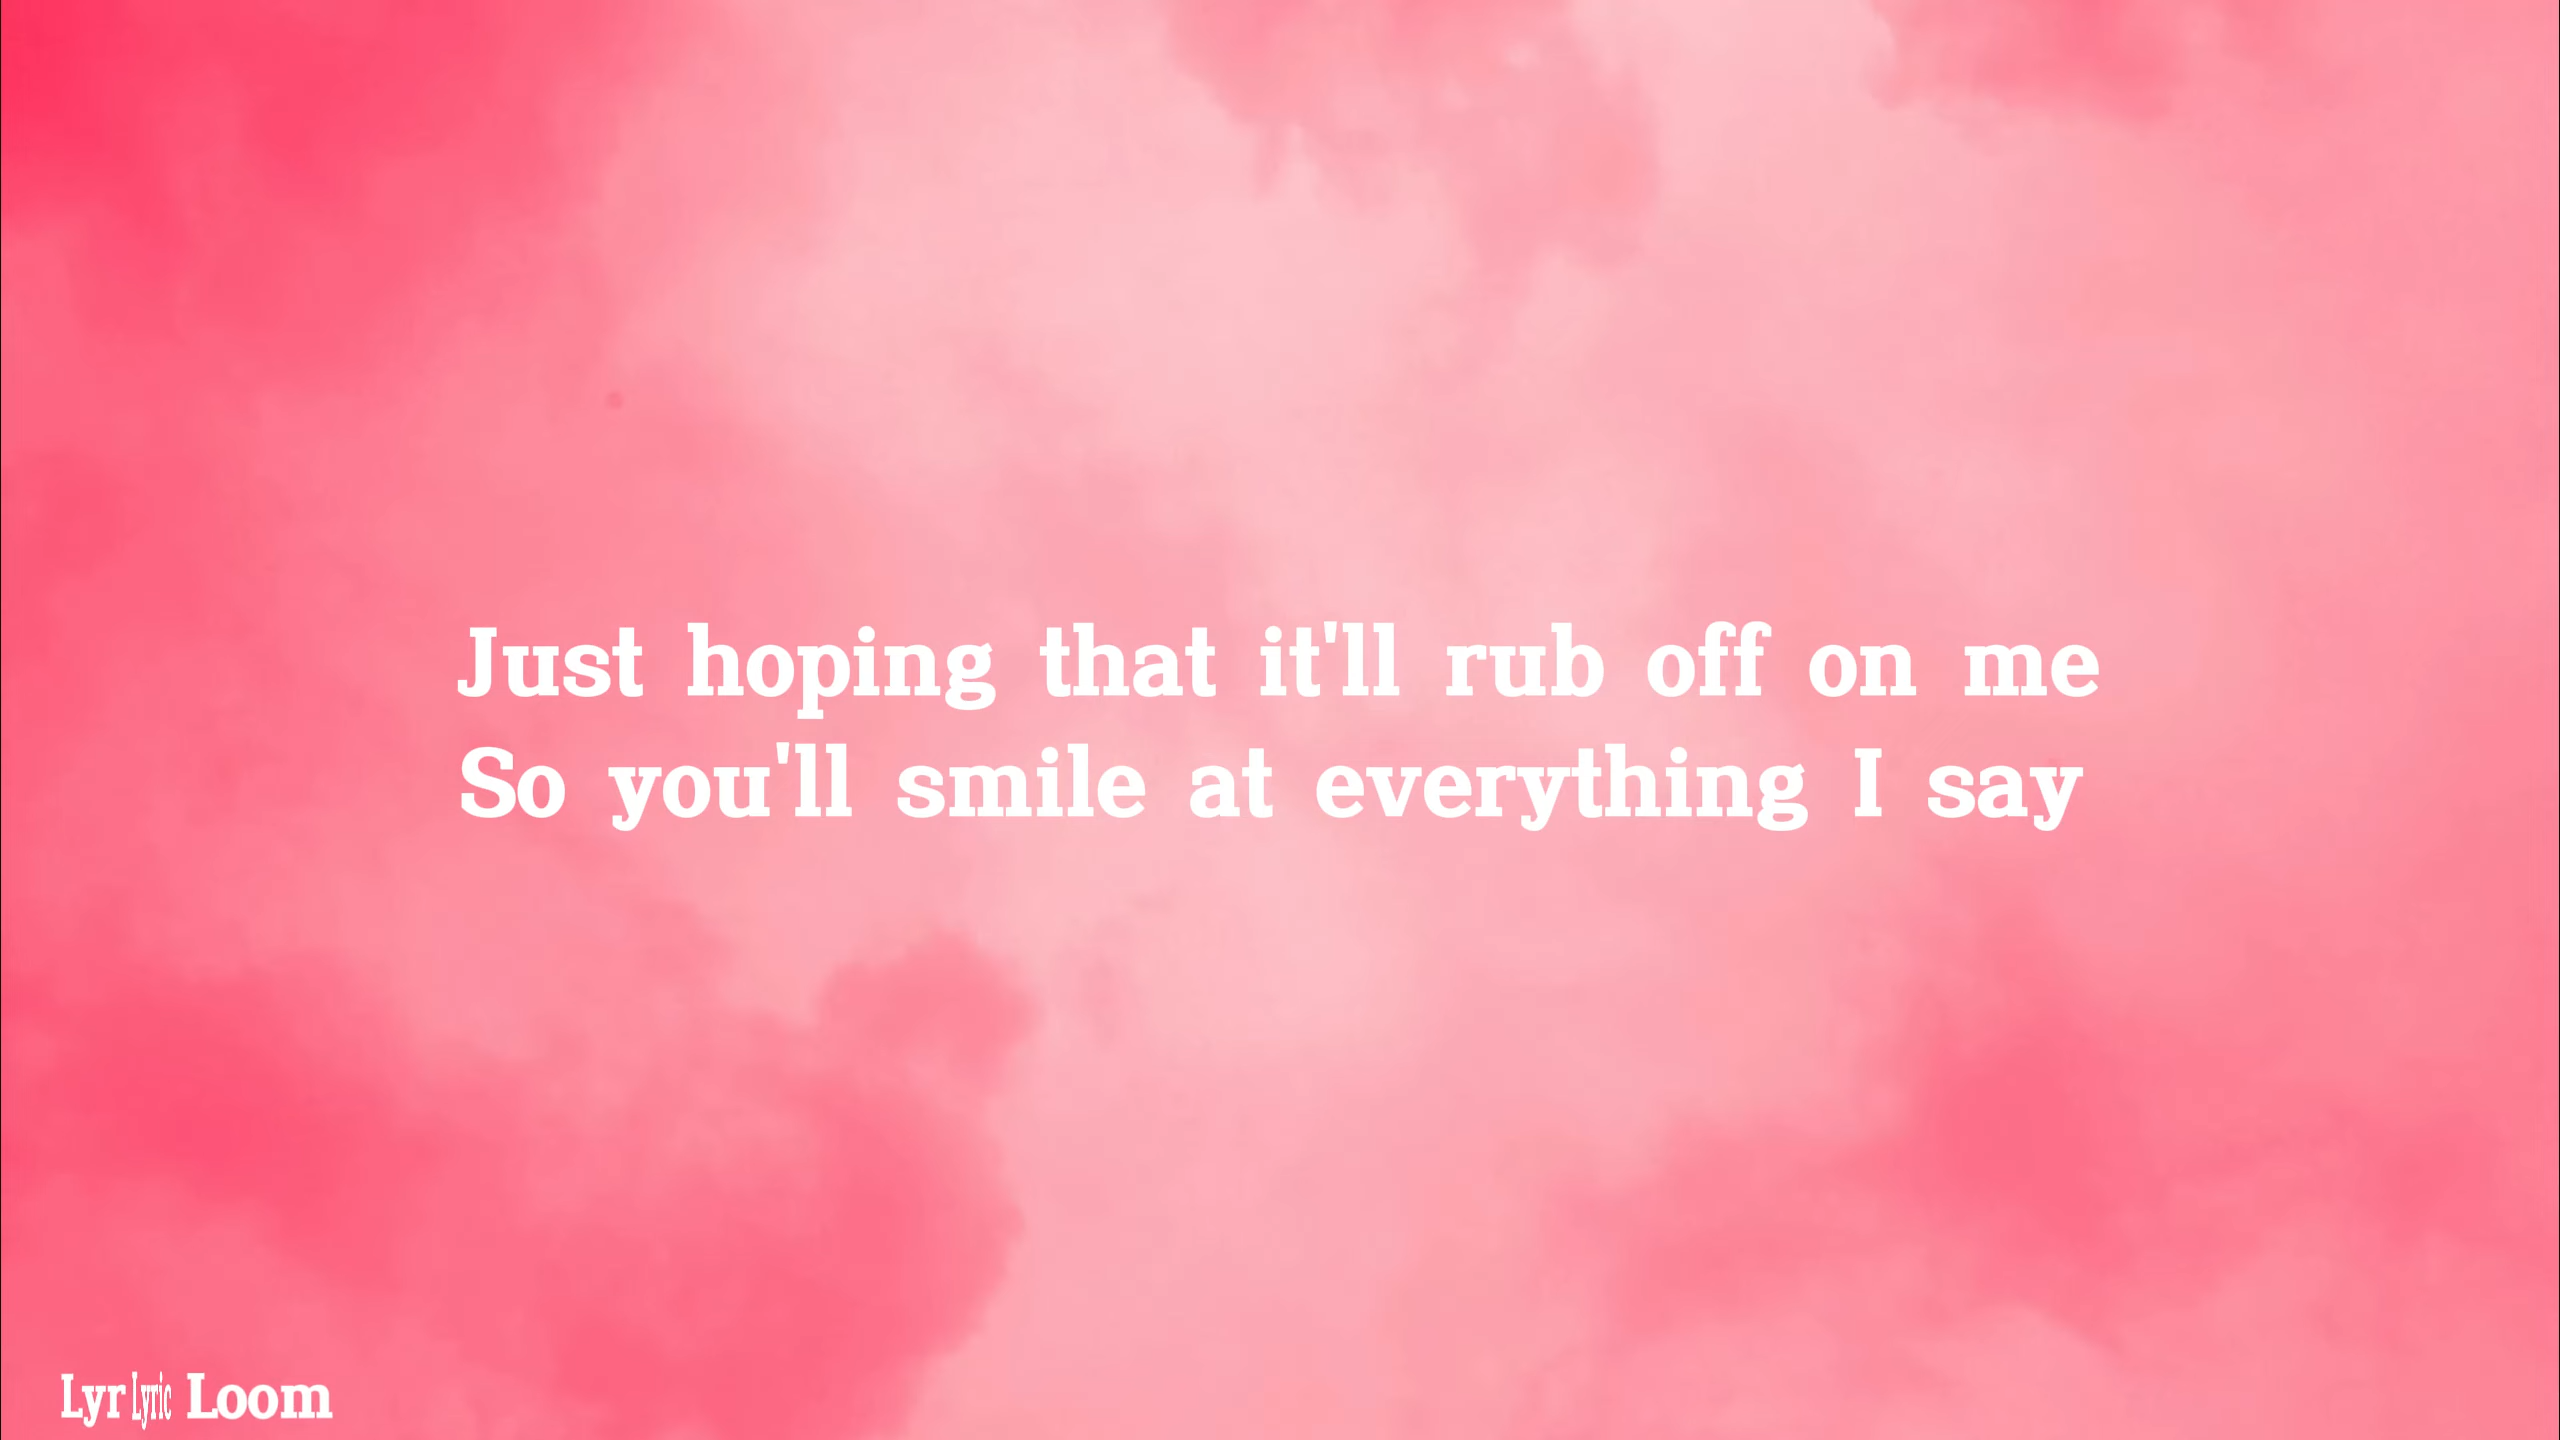 Just hoping that it'll rub off on me
So you'll smile at everything I say
Lyr Lyric Loom